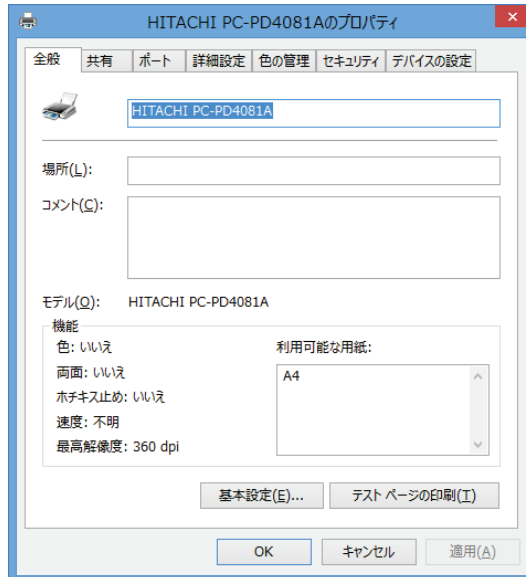 HITACHI PC-PD4081Aのプロパティ
全般 共有 ポート 詳細設定 色の管理 セキュリティ デバイスの設定
HITACHI PC-PD4081A
場所(L):
コメント(C):
モデル(O): HITACHI PC-PD4081A
機能
色: いいえ 利用可能な用紙:
両面: いいえ A4
ホチキス止め: いいえ
速度: 不明
最高解像度: 360 dpi
基本設定(E)... テスト ページの印刷(T)
OK キャンセル 適用(A)